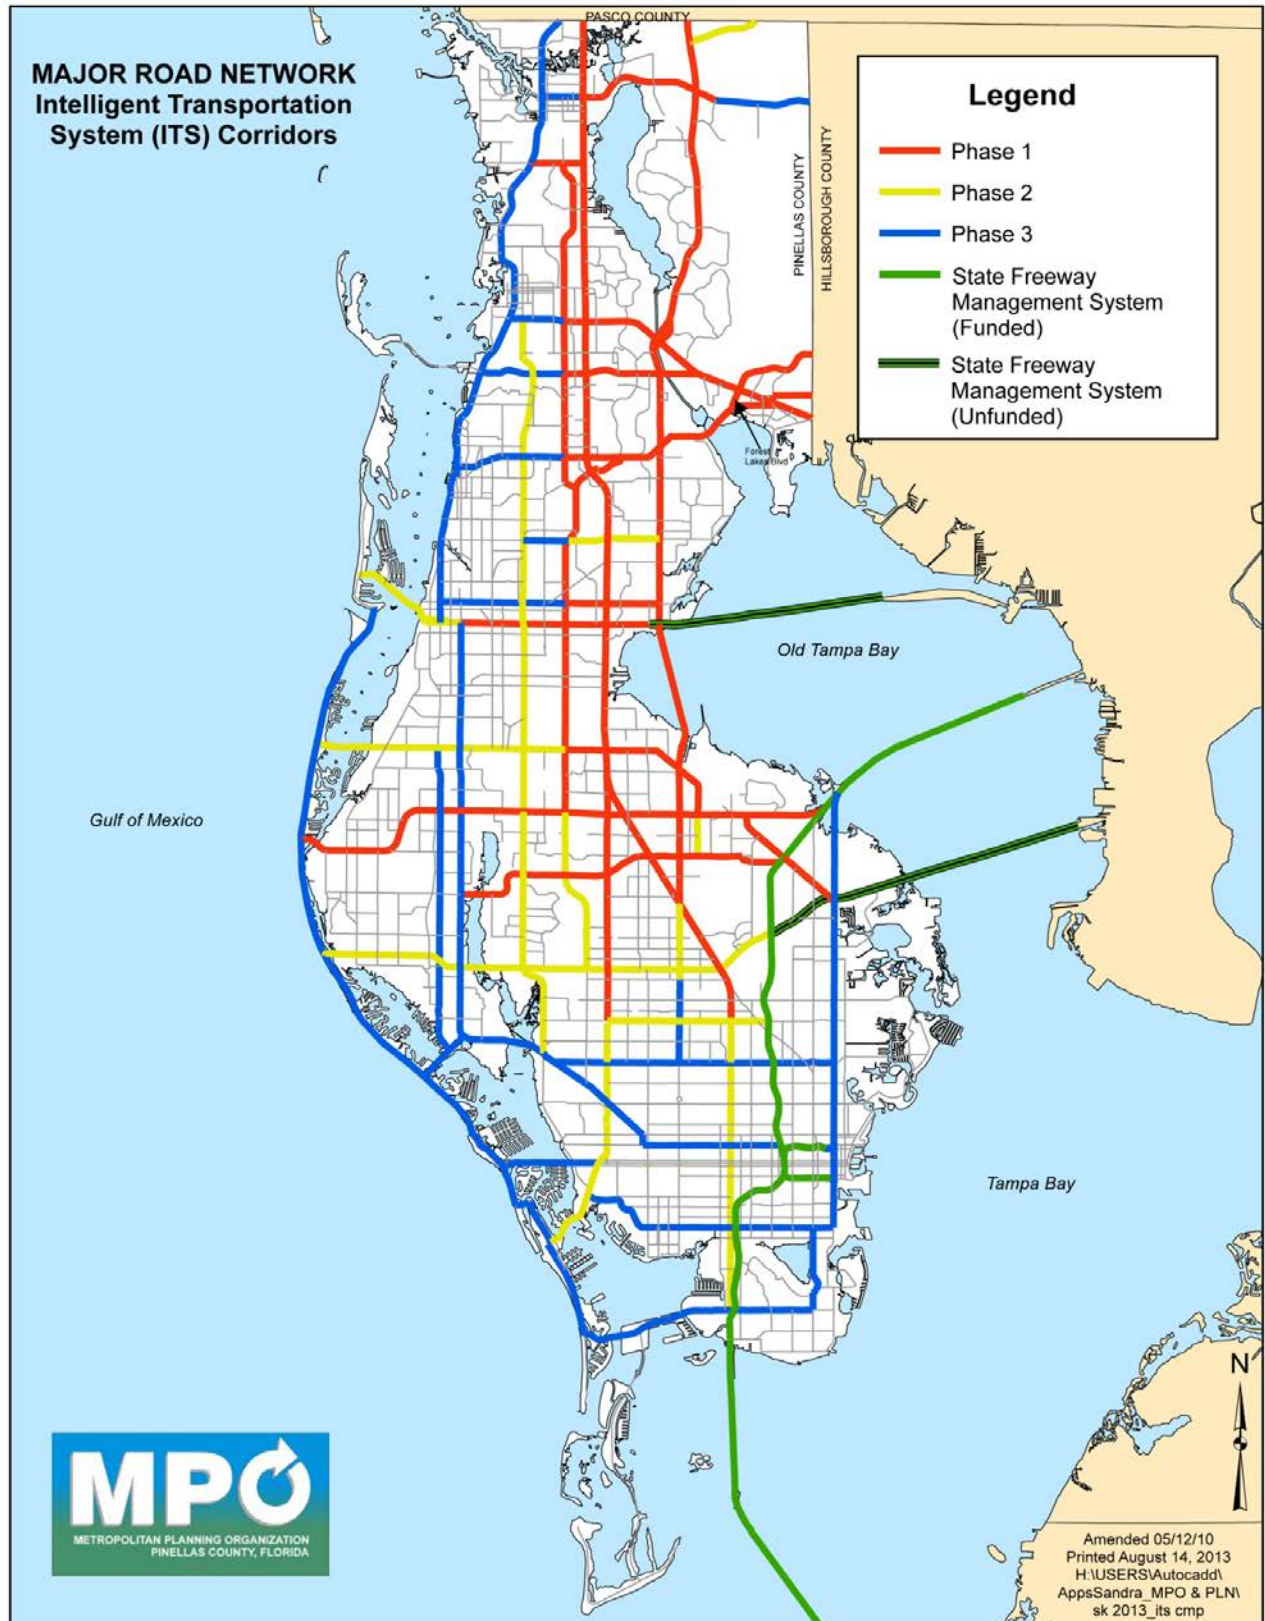 PASCO COUNTY
MAJOR ROAD NETWORK
Intelligent Transportation
System (ITS) Corridors
Legend
Phase 1
Phase 2
Phase 3
State Freeway
Management System
(Funded)
State Freeway
Management System
(Unfunded)
PINELLAS COUNTY
HILLSBOROUGH COUNTY
Forest
Lakes Blvd
Old Tampa Bay
Gulf of Mexico
Tampa Bay
N
MPO
METROPOLITAN PLANNING ORGANIZATION
PINELLAS COUNTY, FLORIDA
Amended 05/12/10
Printed August 14, 2013
H:\USERS\Autocadd\
AppsSandra_MPO & PLN\
sk 2013_its cmp